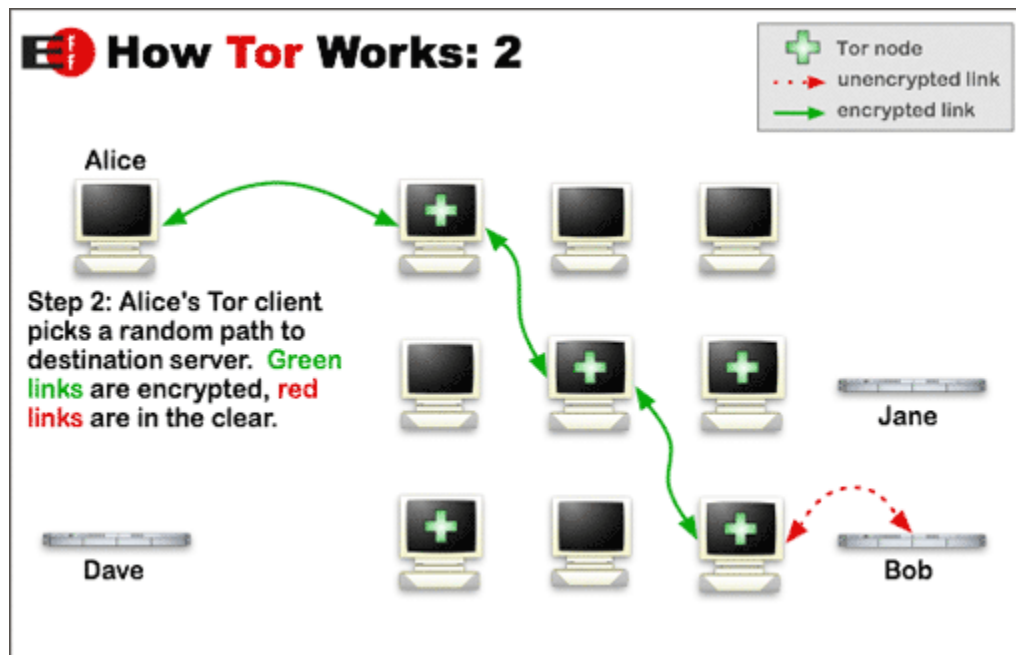 EFF How Tor Works: 2
Tor node
unencrypted link
encrypted link
Alice
Step 2: Alice's Tor client
picks a random path to
destination server. Green
links are encrypted, red
links are in the clear.
Jane
Dave
Bob